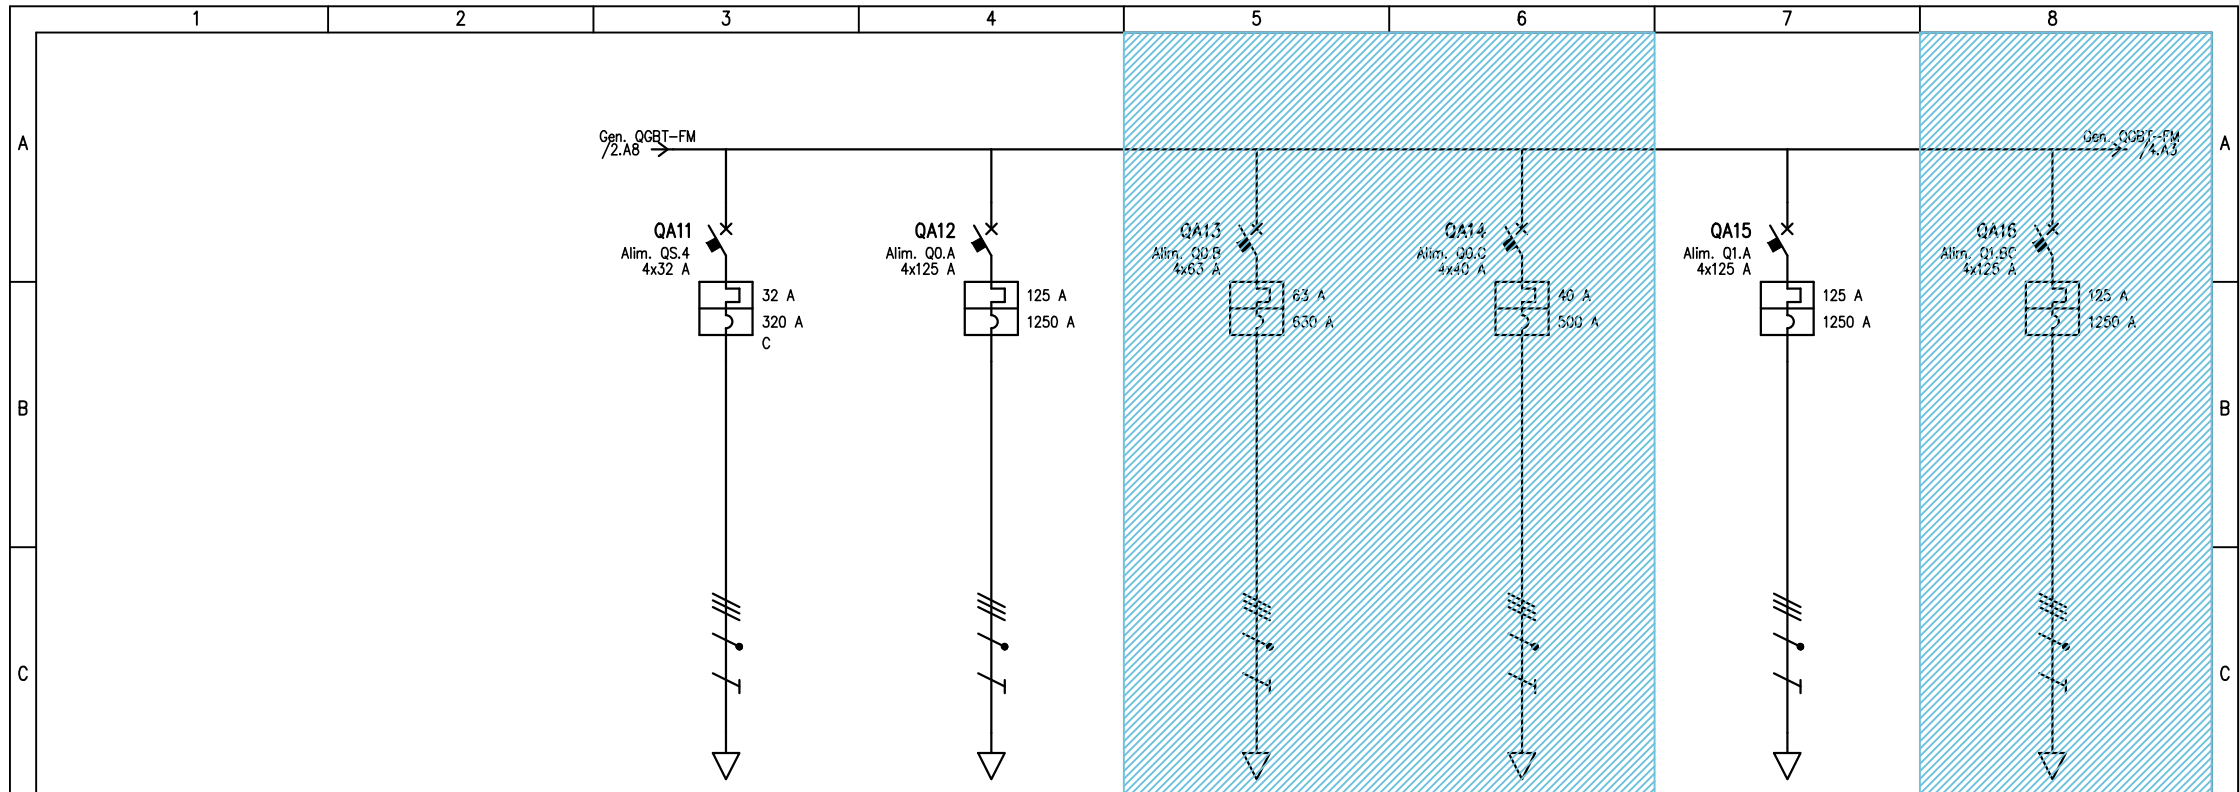 1 2 3 4 5 6 7 8
A A
Gen. QGBT-FM
/2.A8
Gen. QGBT-FM
/4.A3
QA11
Alim. QS.4
4x32 A
32 A
320 A
C
QA12
Alim. Q0.A
4x125 A
125 A
1250 A
QA13
Alim. Q0.B
4x63 A
63 A
630 A
QA14
Alim. Q0.C
4x40 A
40 A
500 A
QA15
Alim. Q1.A
4x125 A
125 A
1250 A
QA16
Alim. Q1.BC
4x125 A
125 A
1250 A
B B
C C